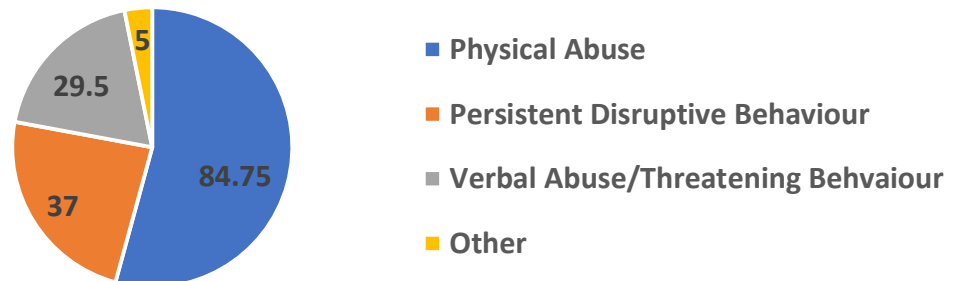 5
29.5
84.75
37
Physical Abuse
Persistent Disruptive Behaviour
Verbal Abuse/Threatening Behvaiour
Other